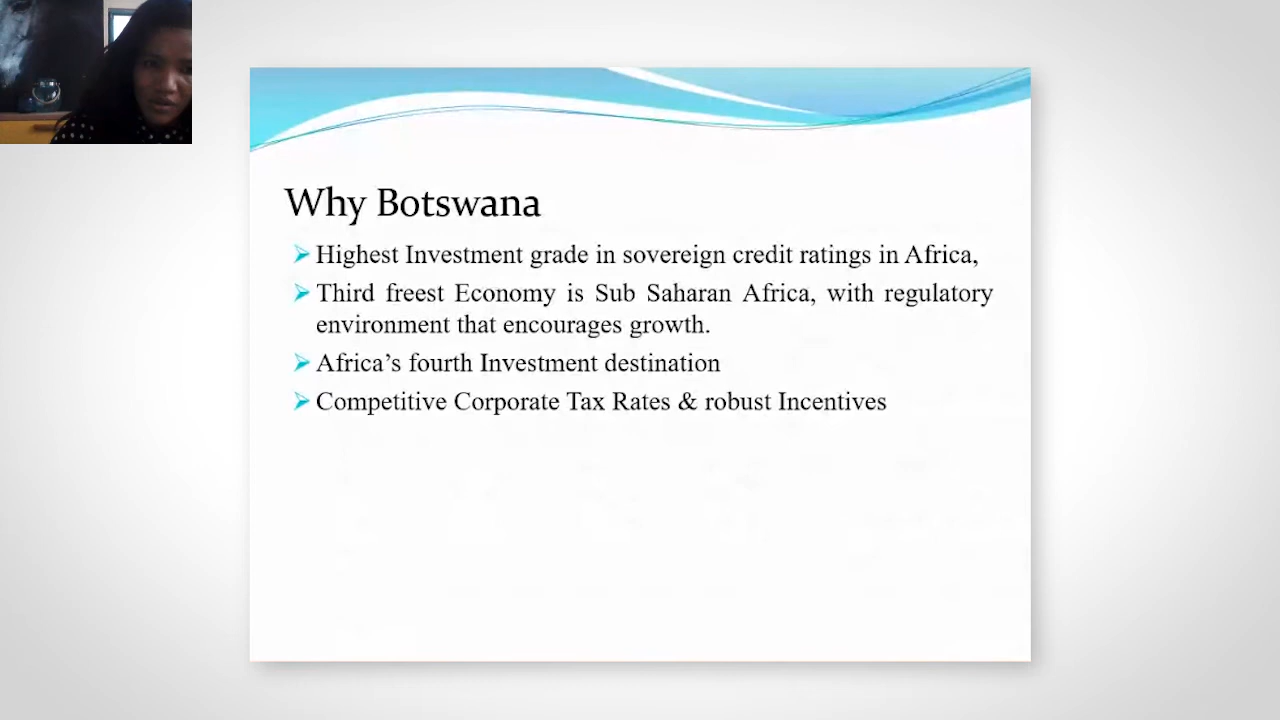 Why Botswana
Highest Investment grade in sovereign credit ratings in Africa,
Third freest Economy is Sub Saharan Africa, with regulatory
environment that encourages growth.
Africa’s fourth Investment destination
Competitive Corporate Tax Rates & robust Incentives